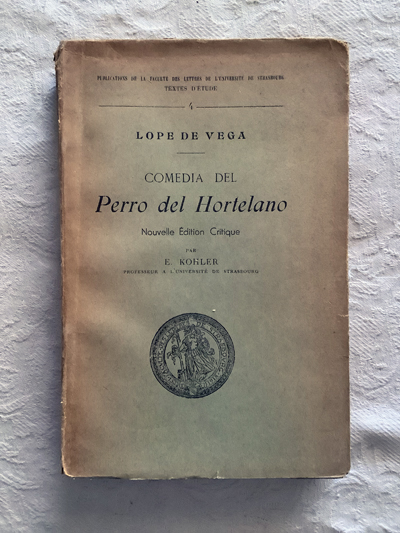 PUBLICATIONS DE LA FACULTÉ DES LETTRES DE L'UNIVERSITÉ DE STRASBOURG
TEXTES D'ÉTUDE
4
LOPE DE VEGA
COMEDIA DEL
Perro del Hortelano
Nouvelle Édition Critique
PAR
E. KOHLER
PROFESSEUR A L'UNIVERSITÉ DE STRASBOURG